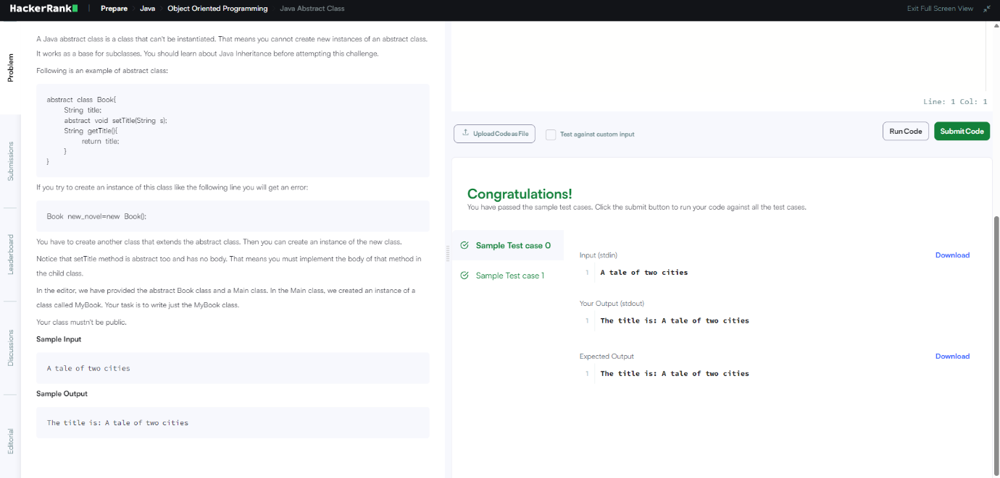 HackerRank Prepare Java Object Oriented Programming Java Abstract Class Exit Full Screen View
Problem
Submissions
Leaderboard
Discussions
Editorial
A Java abstract class is a class that can't be instantiated. That means you cannot create new instances of an abstract class.
It works as a base for subclasses. You should learn about Java Inheritance before attempting this challenge.
Following is an example of abstract class:
abstract class Book{
String title;
abstract void setTitle(String s);
String getTitle(){
return title;
}
}
If you try to create an instance of this class like the following line you will get an error:
Book new_novel=new Book();
You have to create another class that extends the abstract class. Then you can create an instance of the new class.
Notice that setTitle method is abstract too and has no body. That means you must implement the body of that method in
the child class.
In the editor, we have provided the abstract Book class and a Main class. In the Main class, we created an instance of a
class called MyBook. Your task is to write just the MyBook class.
Your class mustn't be public.
Sample Input
A tale of two cities
Sample Output
The title is: A tale of two cities
Line: 1 Col: 1
Upload Code as File
Test against custom input
Run Code
Submit Code
Congratulations!
You have passed the sample test cases. Click the submit button to run your code against all the test cases.
Sample Test case 0
Sample Test case 1
Input (stdin)
Download
1 A tale of two cities
Your Output (stdout)
1 The title is: A tale of two cities
Expected Output
Download
1 The title is: A tale of two cities